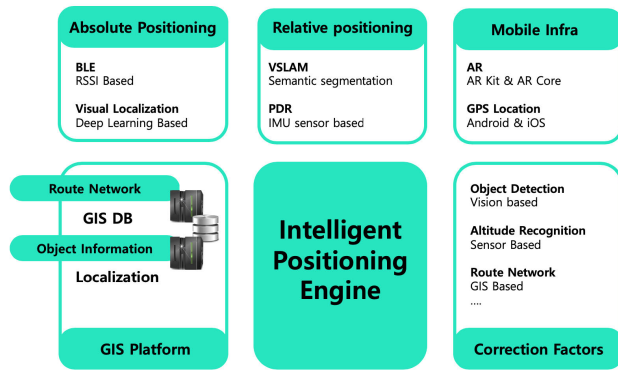 Absolute Positioning
BLE
RSSI Based
Visual Localization
Deep Learning Based
Relative positioning
VSLAM
Semantic segmentation
PDR
IMU sensor based
Mobile Infra
AR
AR Kit & AR Core
GPS Location
Android & iOS
Route Network
GIS DB
Object Information
Localization
GIS Platform
Intelligent
Positioning
Engine
Object Detection
Vision based
Altitude Recognition
Sensor Based
Route Network
GIS Based
....
Correction Factors